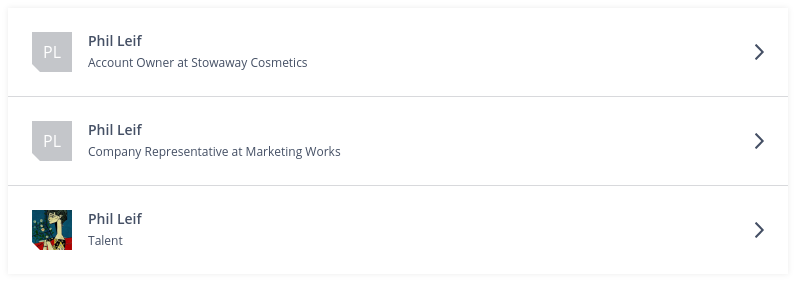 PL
Phil Leif
Account Owner at Stowaway Cosmetics
PL
Phil Leif
Company Representative at Marketing Works
Phil Leif
Talent